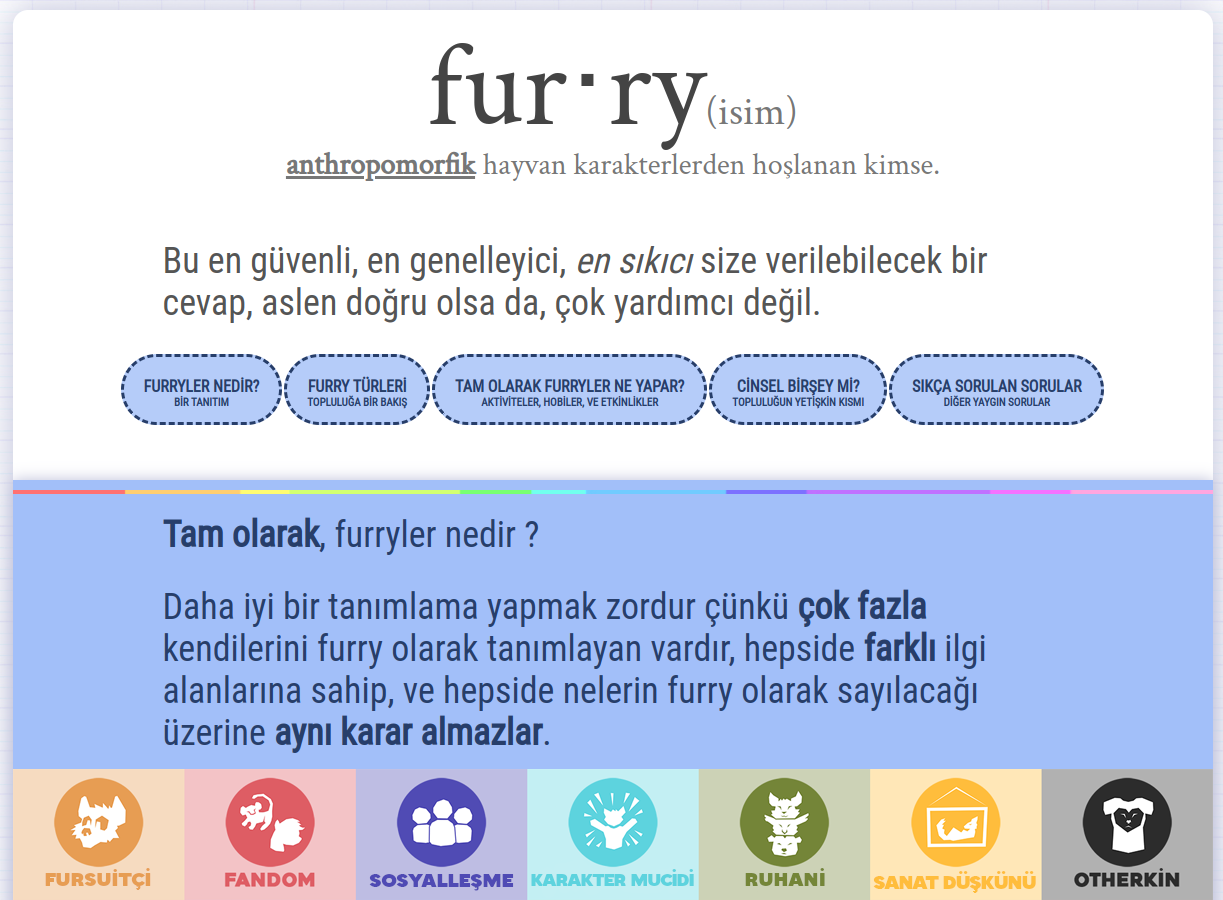 fur·ry(isim)
anthropomorfik hayvan karakterlerden hoşlanan kimse.
Bu en güvenli, en genelleyici, en sıkıcı size verilebilecek bir
cevap, aslen doğru olsa da, çok yardımcı değil.
FURRYLER NEDİR? FURRY TÜRLERİ TAM OLARAK FURRYLER NE YAPAR? CİNSEL BİRŞEY Mİ? SIKÇA SORULAN SORULAR
BİR TANITIM TOPLULUĞA BİR BAKIŞ AKTİVİTELER, HOBİLER, VE ETKİNLİKLER TOPLULUĞUN YETİŞKİN KISMI DİĞER YAYGIN SORULAR
Tam olarak, furryler nedir ?
Daha iyi bir tanımlama yapmak zordur çünkü çok fazla
kendilerini furry olarak tanımlayan vardır, hepside farklı ilgi
alanlarına sahip, ve hepside nelerin furry olarak sayılacağı
üzerine aynı karar almazlar.
FURSUİTÇİ FANDOM SOSYALLEŞME KARAKTER MUCİDİ RUHANİ SANAT DÜŞKÜNÜ OTHERKİN